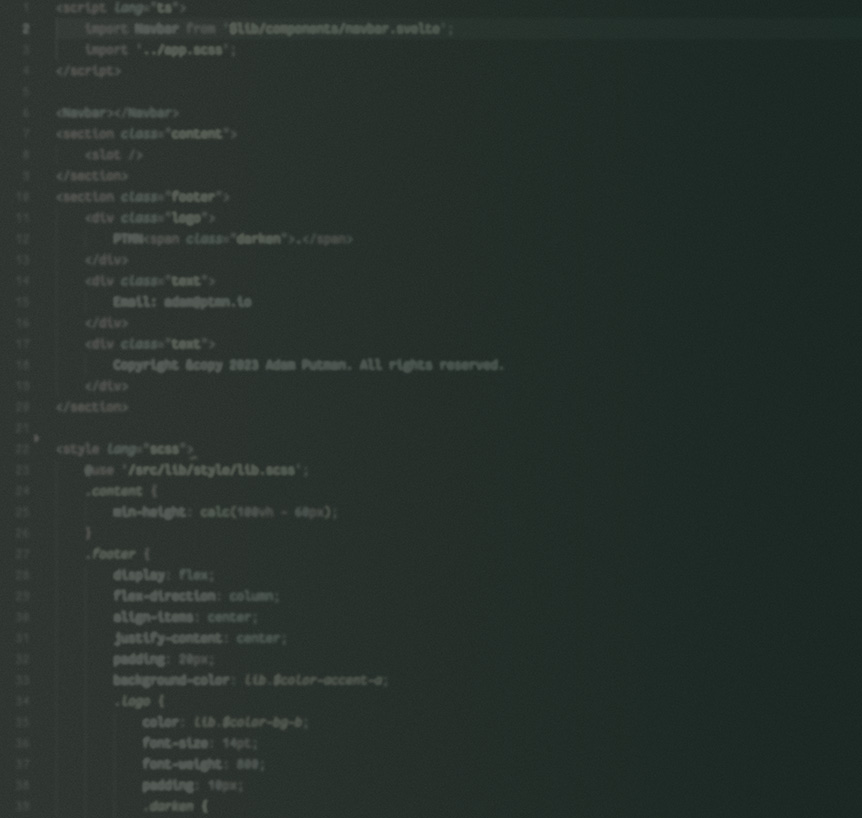 1 <script lang="ts">
2 import Navbar from '$lib/components/navbar.svelte';
3 import '../app.scss';
4 </script>
5
6 <Navbar></Navbar>
7 <section class="content">
8 <slot />
9 </section>
10 <section class="footer">
11 <div class="logo">
12 PTMN<span class="darken">.</span>
13 </div>
14 <div class="text">
15 Email: adam@ptmn.io
16 </div>
17 <div class="text">
18 Copyright &copy 2023 Adam Putman. All rights reserved.
19 </div>
20 </section>
21
22 <style lang="scss">
23 @use '/src/lib/style/lib.scss';
24 .content {
25 min-height: calc(100vh - 60px);
26 }
27 .footer {
28 display: flex;
29 flex-direction: column;
30 align-items: center;
31 justify-content: center;
32 padding: 20px;
33 background-color: lib.$color-accent-a;
34 .logo {
35 color: lib.$color-bg-b;
36 font-size: 14pt;
37 font-weight: 800;
38 padding: 10px;
39 .darken {